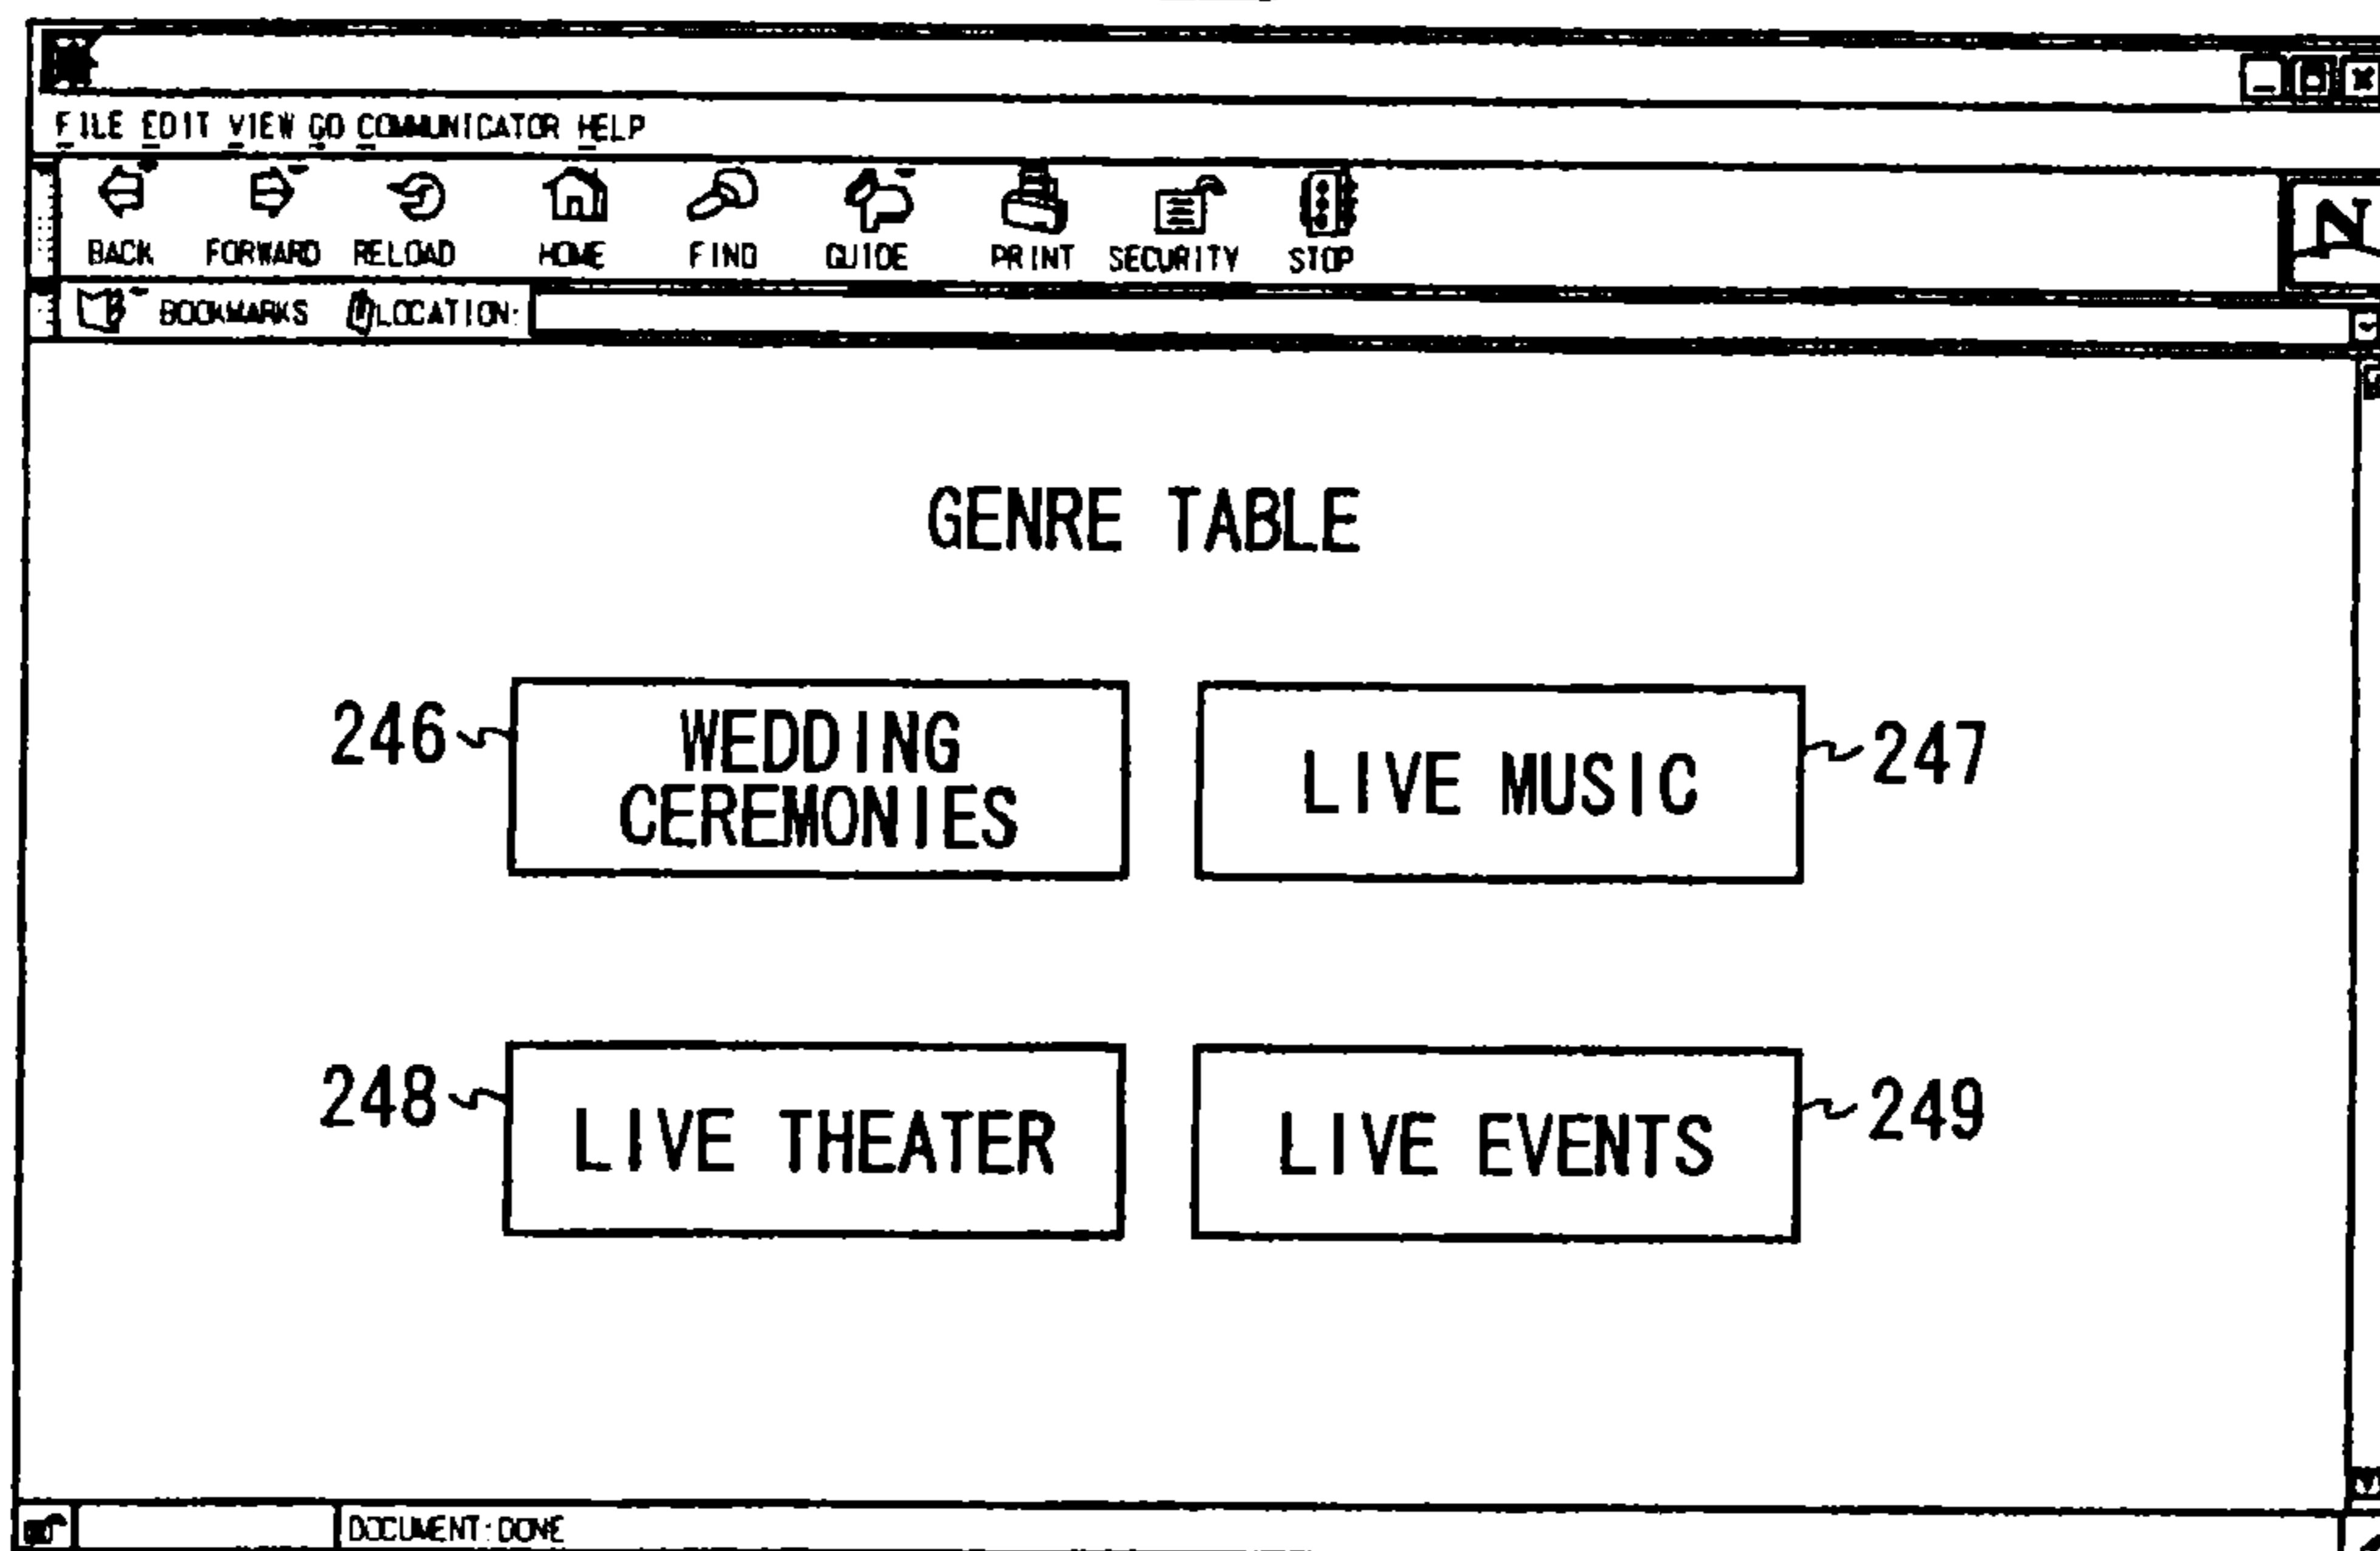 FILE EDIT VIEW GO COMMUNICATOR HELP
BACK FORWARD RELOAD HOME FIND GUIDE PRINT SECURITY STOP
N
BOOKMARKS LOCATION:
GENRE TABLE
246 WEDDING
CEREMONIES
LIVE MUSIC 247
248 LIVE THEATER
LIVE EVENTS 249
DOCUMENT:DONE